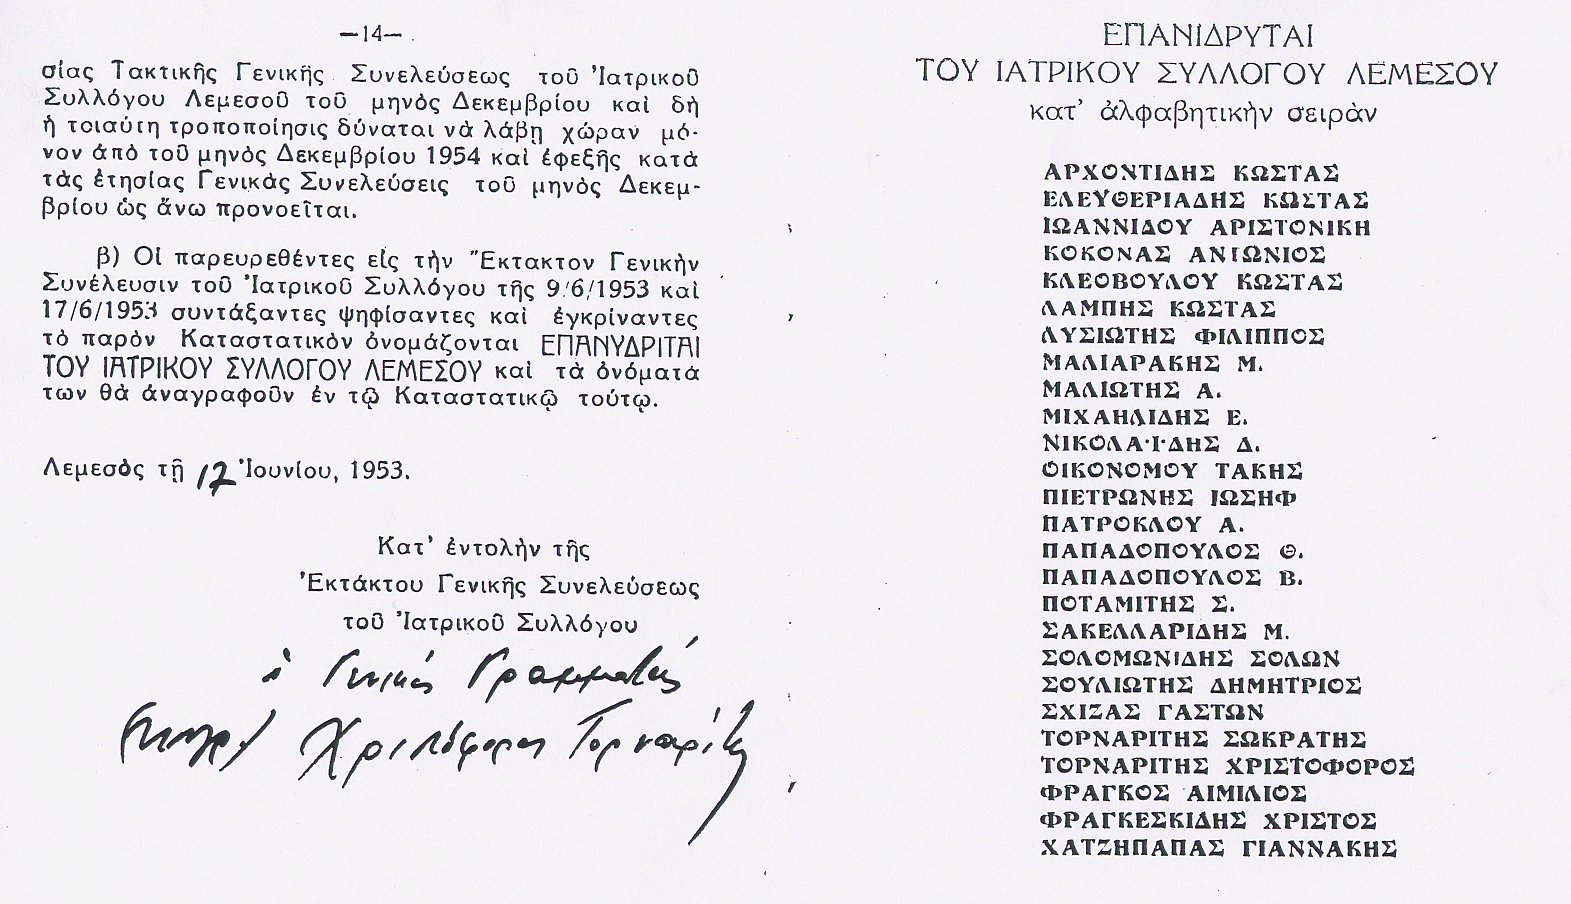 —14—
σίας Τακτικῆς Γενικῆς Συνελεύσεως τοῦ Ἰατρικοῦ
Συλλόγου Λεμεσοῦ τοῦ μηνὸς Δεκεμβρίου καὶ δὴ
ἡ τοιαύτη τροποποίησις δύναται νὰ λάβῃ χώραν μό-
νον ἀπὸ τοῦ μηνὸς Δεκεμβρίου 1954 καὶ ἐφεξῆς κατὰ
τὰς ἐτησίας Γενικὰς Συνελεύσεις τοῦ μηνὸς Δεκεμ-
βρίου ὡς ἄνω προνοεῖται.
β) Οἱ παρευρεθέντες εἰς τὴν Ἔκτακτον Γενικὴν
Συνέλευσιν τοῦ Ἰατρικοῦ Συλλόγου τῆς 9/6/1953 καὶ
17/6/1953 συντάξαντες ψηφίσαντες καὶ ἐγκρίναντες
τὸ παρὸν Καταστατικὸν ὀνομάζονται ΕΠΑΝΥΔΡΙΤΑΙ
ΤΟΥ ΙΑΤΡΙΚΟΥ ΣΥΛΛΟΓΟΥ ΛΕΜΕΣΟΥ καὶ τὰ ὀνόματά
των θὰ ἀναγραφοῦν ἐν τῷ Καταστατικῷ τούτῳ.
Λεμεσὸς τῇ 17 Ἰουνίου, 1953.
Κατ' ἐντολὴν τῆς
Ἐκτάκτου Γενικῆς Συνελεύσεως
τοῦ Ἰατρικοῦ Συλλόγου
ὁ Γενικός Γραμματεύς
Χριστόφορος Τορναρίτης
ΕΠΑΝΙΔΡΥΤΑΙ
ΤΟΥ ΙΑΤΡΙΚΟΥ ΣΥΛΛΟΓΟΥ ΛΕΜΕΣΟΥ
κατ' ἀλφαβητικὴν σειρὰν
ΑΡΧΟΝΤΙΔΗΣ ΚΩΣΤΑΣ
ΕΛΕΥΘΕΡΙΑΔΗΣ ΚΩΣΤΑΣ
ΙΩΑΝΝΙΔΟΥ ΑΡΙΣΤΟΝΙΚΗ
ΚΟΚΟΝΑΣ ΑΝΤΩΝΙΟΣ
ΚΛΕΟΒΟΥΛΟΥ ΚΩΣΤΑΣ
ΛΑΜΠΗΣ ΚΩΣΤΑΣ
ΛΥΣΙΩΤΗΣ ΦΙΛΙΠΠΟΣ
ΜΑΛΙΑΡΑΚΗΣ Μ.
ΜΑΛΙΩΤΗΣ Α.
ΜΙΧΑΗΛΙΔΗΣ Ε.
ΝΙΚΟΛΑ·Ι·ΔΗΣ Δ.
ΟΙΚΟΝΟΜΟΥ ΤΑΚΗΣ
ΠΙΕΤΡΩΝΗΣ ΙΩΣΗΦ
ΠΑΤΡΟΚΛΟΥ Α.
ΠΑΠΑΔΟΠΟΥΛΟΣ Θ.
ΠΑΠΑΔΟΠΟΥΛΟΣ Β.
ΠΟΤΑΜΙΤΗΣ Σ.
ΣΑΚΕΛΛΑΡΙΔΗΣ Μ.
ΣΟΛΟΜΩΝΙΔΗΣ ΣΟΛΩΝ
ΣΟΥΛΙΩΤΗΣ ΔΗΜΗΤΡΙΟΣ
ΣΧΙΖΑΣ ΓΑΣΤΩΝ
ΤΟΡΝΑΡΙΤΗΣ ΣΩΚΡΑΤΗΣ
ΤΟΡΝΑΡΙΤΗΣ ΧΡΙΣΤΟΦΟΡΟΣ
ΦΡΑΓΚΟΣ ΑΙΜΙΛΙΟΣ
ΦΡΑΓΚΕΣΚΙΔΗΣ ΧΡΙΣΤΟΣ
ΧΑΤΖΗΠΑΠΑΣ ΓΙΑΝΝΑΚΗΣ